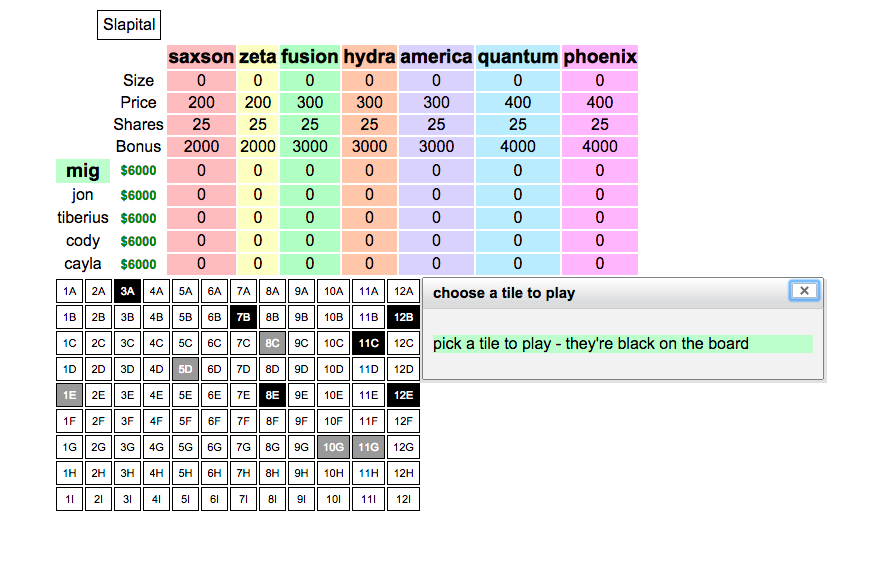 Slapital
saxson zeta fusion hydra america quantum phoenix
Size 0 0 0 0 0 0 0
Price 200 200 300 300 300 400 400
Shares 25 25 25 25 25 25 25
Bonus 2000 2000 3000 3000 3000 4000 4000
mig $6000 0 0 0 0 0 0 0
jon $6000 0 0 0 0 0 0 0
tiberius $6000 0 0 0 0 0 0 0
cody $6000 0 0 0 0 0 0 0
cayla $6000 0 0 0 0 0 0 0
1A 2A 3A 4A 5A 6A 7A 8A 9A 10A 11A 12A
1B 2B 3B 4B 5B 6B 7B 8B 9B 10B 11B 12B
1C 2C 3C 4C 5C 6C 7C 8C 9C 10C 11C 12C
1D 2D 3D 4D 5D 6D 7D 8D 9D 10D 11D 12D
1E 2E 3E 4E 5E 6E 7E 8E 9E 10E 11E 12E
1F 2F 3F 4F 5F 6F 7F 8F 9F 10F 11F 12F
1G 2G 3G 4G 5G 6G 7G 8G 9G 10G 11G 12G
1H 2H 3H 4H 5H 6H 7H 8H 9H 10H 11H 12H
1I 2I 3I 4I 5I 6I 7I 8I 9I 10I 11I 12I
choose a tile to play
pick a tile to play - they're black on the board